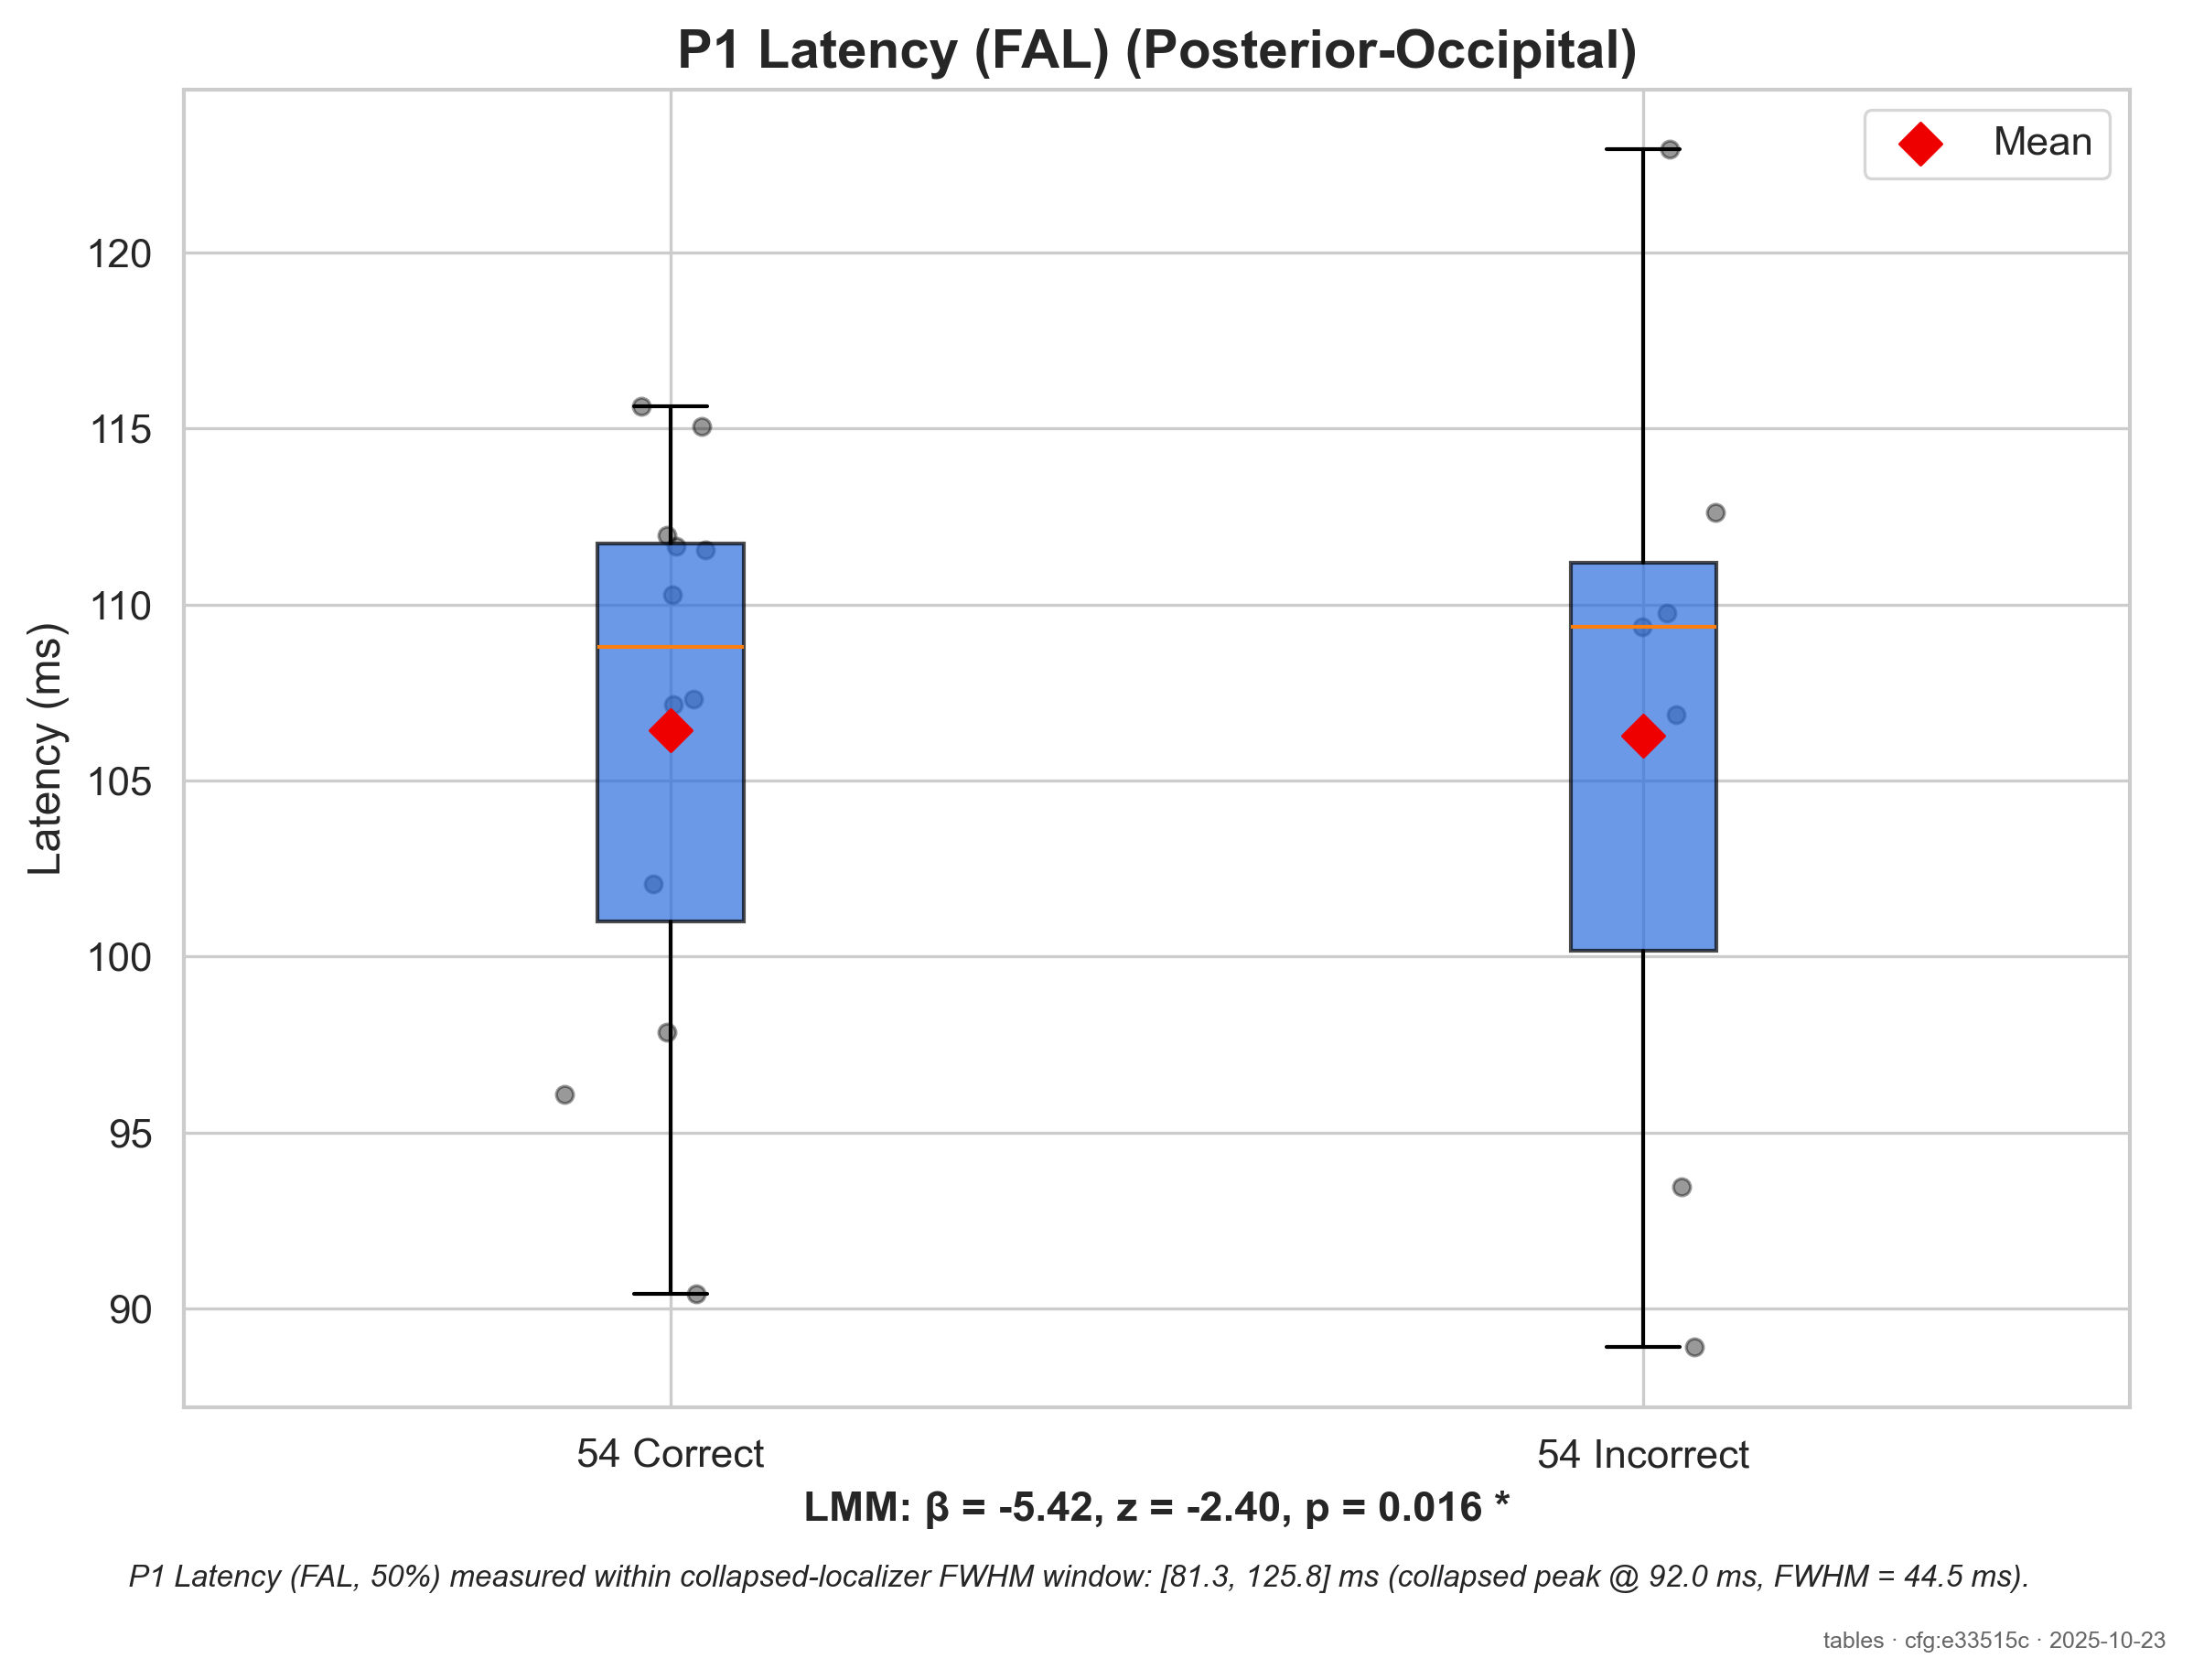 P1 Latency (FAL) (Posterior-Occipital)
Mean
120
115
110
105
100
95
90
Latency (ms)
54 Correct
54 Incorrect
LMM: β = -5.42, z = -2.40, p = 0.016 *
P1 Latency (FAL, 50%) measured within collapsed-localizer FWHM window: [81.3, 125.8] ms (collapsed peak @ 92.0 ms, FWHM = 44.5 ms).
tables · cfg:e33515c · 2025-10-23